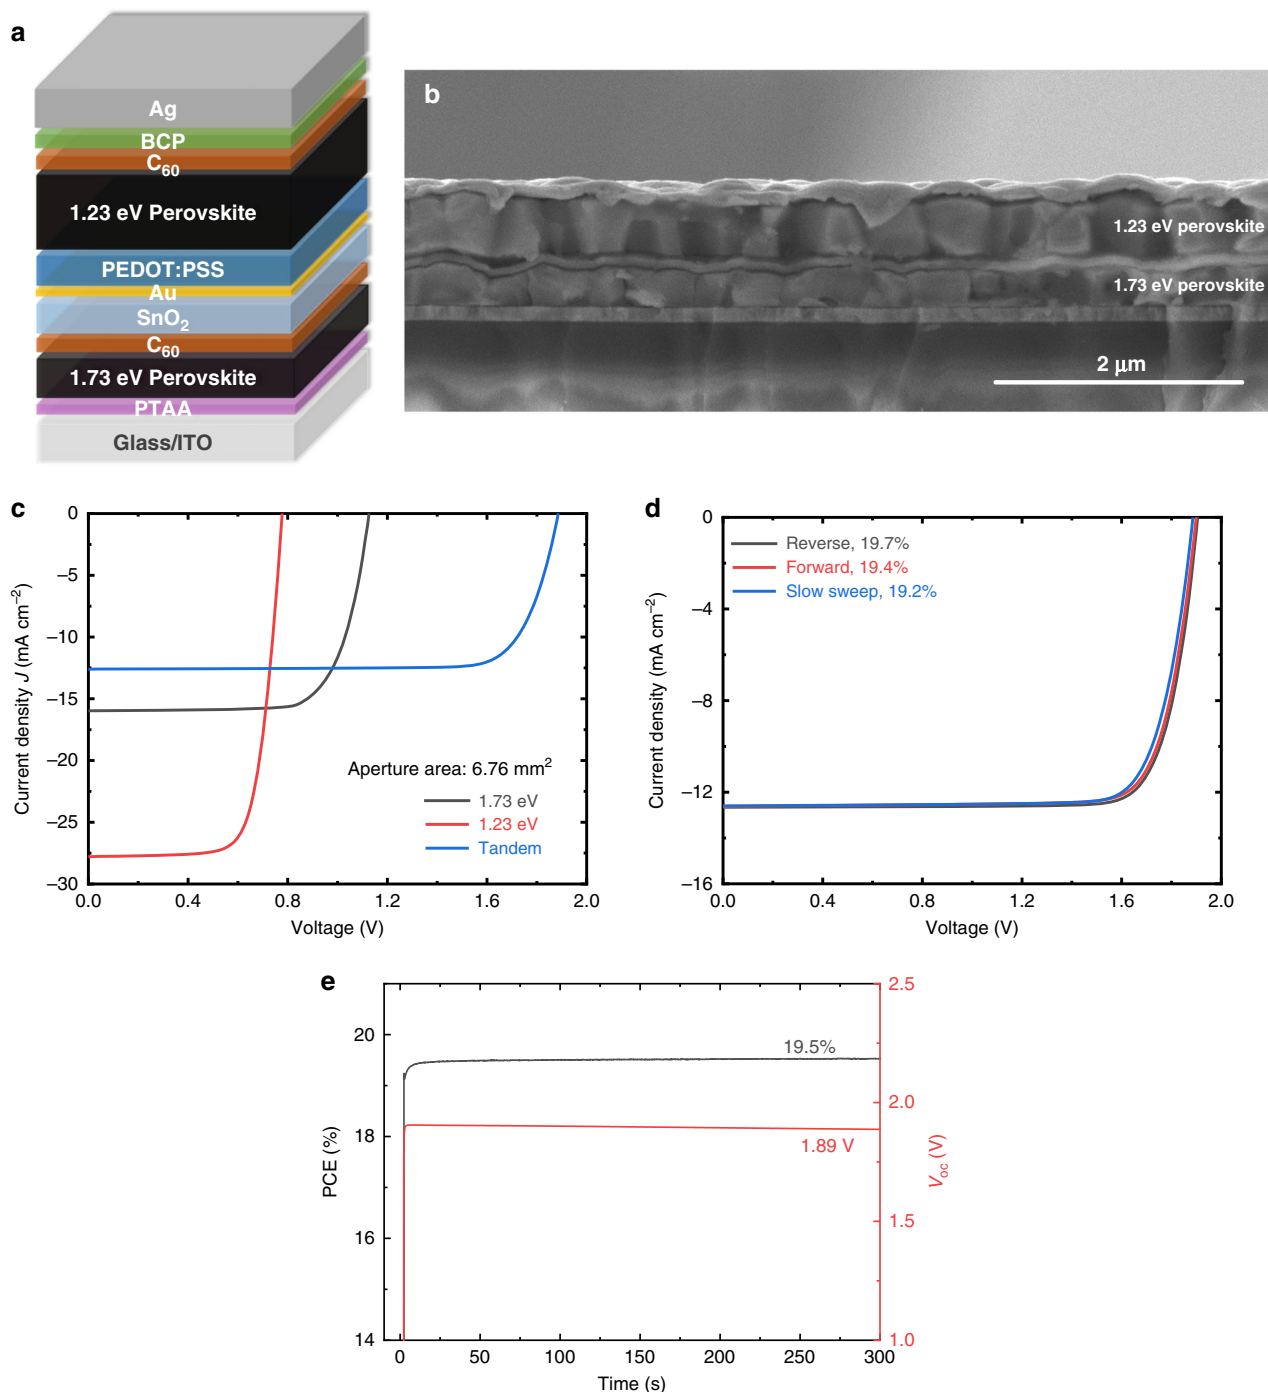 a
Ag
BCP
C60
1.23 eV Perovskite
PEDOT:PSS
Au
SnO2
C60
1.73 eV Perovskite
PTAA
Glass/ITO
b
1.23 eV perovskite
1.73 eV perovskite
2 μm
c
0
−5
−10
−15
−20
−25
−30
Current density J (mA cm−2)
Aperture area: 6.76 mm2
1.73 eV
1.23 eV
Tandem
0.0 0.4 0.8 1.2 1.6 2.0
Voltage (V)
d
0
−4
−8
−12
−16
Current density (mA cm−2)
Reverse, 19.7%
Forward, 19.4%
Slow sweep, 19.2%
0.0 0.4 0.8 1.2 1.6 2.0
Voltage (V)
e
20
18
16
14
PCE (%)
19.5%
1.89 V
2.5
2.0
1.5
1.0
Voc (V)
0 50 100 150 200 250 300
Time (s)